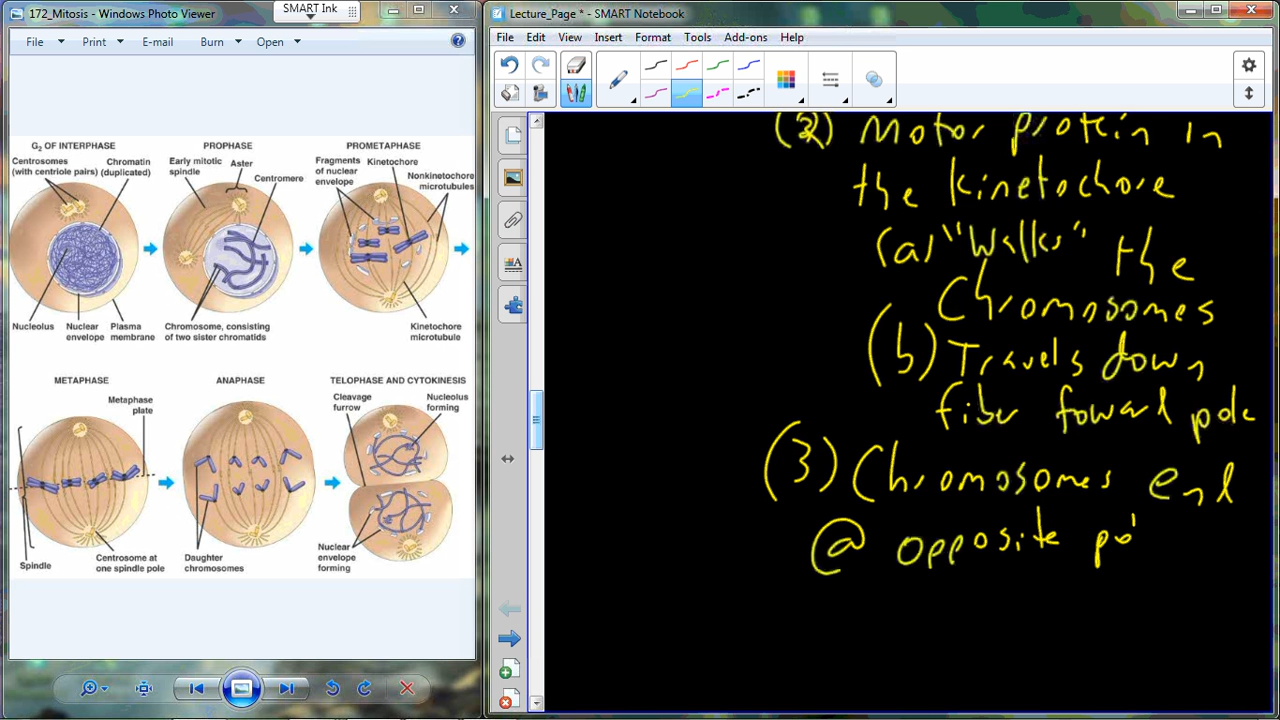 172_Mitosis - Windows Photo Viewer
SMART Ink
File Print E-mail Burn Open
G2 OF INTERPHASE
PROPHASE
PROMETAPHASE
Centrosomes
(with centriole pairs)
Chromatin
(duplicated)
Early mitotic
spindle
Aster
Centromere
Fragments
of nuclear
envelope
Kinetochore
Nonkinetochore
microtubules
Nucleolus
Nuclear
envelope
Plasma
membrane
Chromosome, consisting
of two sister chromatids
Kinetochore
microtubule
METAPHASE
ANAPHASE
TELOPHASE AND CYTOKINESIS
Metaphase
plate
Cleavage
furrow
Nucleolus
forming
Spindle
Centrosome at
one spindle pole
Daughter
chromosomes
Nuclear
envelope
forming
Lecture_Page * - SMART Notebook
File Edit View Insert Format Tools Add-ons Help
(2) Motor protein in
the kinetochore
(a) "Walks" the
Chromosomes
(b) Travels down
fiber toward pole
(3) Chromosomes end
@ opposite po